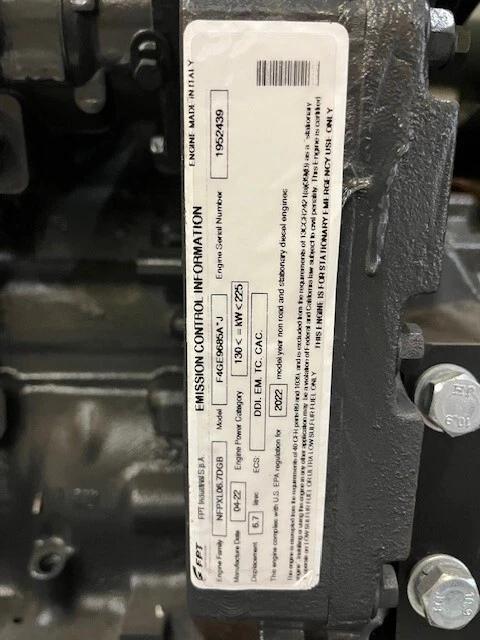 EMISSION CONTROL INFORMATION
ENGINE MADE IN ITALY
FPT
FPT Industrial S.p.A
Engine Family NFPXL06.7DGB Model F4GE9685A*J Engine Serial Number 1952439
Manufacture Date 04-22 Engine Power Category 130<=kW<225
Displacement 6.7 litre ECS: DDI. EM. TC. CAC.
The engine complies with U.S. EPA regulation for 2022 model year non road and stationary diesel engines
THIS ENGINE IS FOR STATIONARY EMERGENCY USE ONLY
10.9